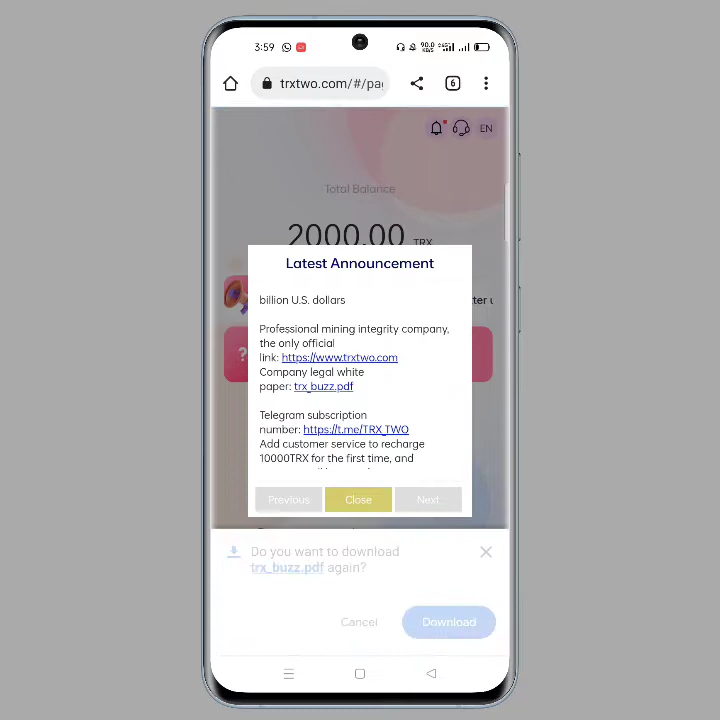 3:59
90.0
KB/S
trxtwo.com/#/pa
6
EN
Total Balance
2000.00 TRX
Latest Announcement
billion U.S. dollars
?
Professional mining integrity company,
the only official
link: https://www.trxtwo.com
Company legal white
paper: trx_buzz.pdf
Telegram subscription
number: https://t.me/TRX_TWO
Add customer service to recharge
10000TRX for the first time, and
Previous
Close
Next
Do you want to download
trx_buzz.pdf again?
Cancel
Download